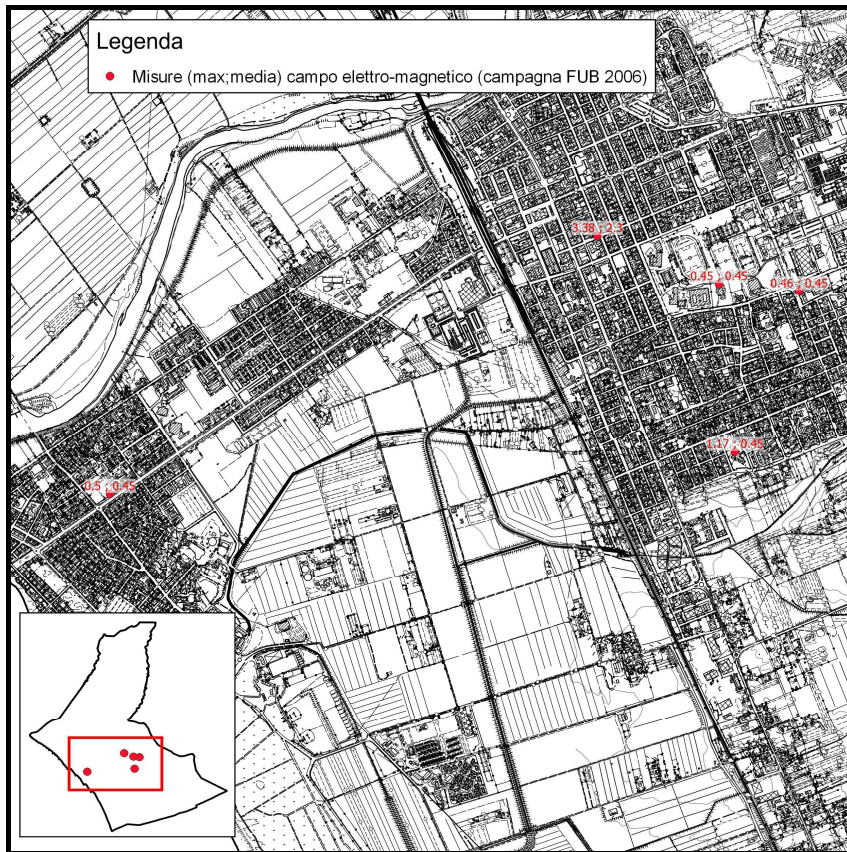 Legenda
Misure (max;media) campo elettro-magnetico (campagna FUB 2006)
3.38 ; 2.3
0.45 ; 0.45
0.46 ; 0.45
1.17 ; 0.45
0.5 ; 0.45